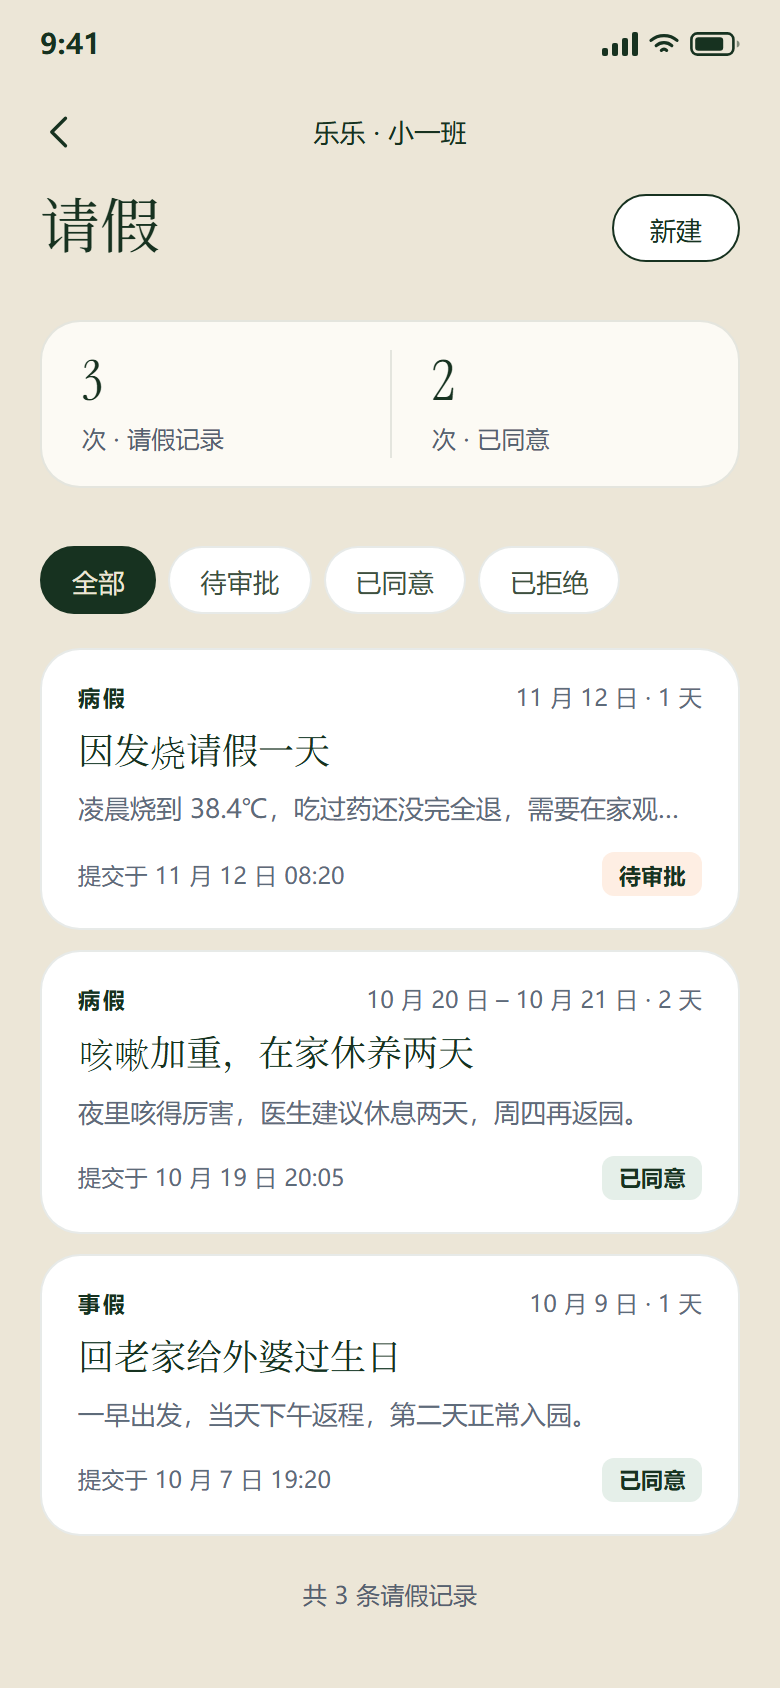 9:41
乐乐 · 小一班
请假
新建
3
次 · 请假记录
2
次 · 已同意
全部
待审批
已同意
已拒绝
病假
11 月 12 日 · 1 天
因发烧请假一天
凌晨烧到 38.4℃，吃过药还没完全退，需要在家观...
提交于 11 月 12 日 08:20
待审批
病假
10 月 20 日 – 10 月 21 日 · 2 天
咳嗽加重，在家休养两天
夜里咳得厉害，医生建议休息两天，周四再返园。
提交于 10 月 19 日 20:05
已同意
事假
10 月 9 日 · 1 天
回老家给外婆过生日
一早出发，当天下午返程，第二天正常入园。
提交于 10 月 7 日 19:20
已同意
共 3 条请假记录